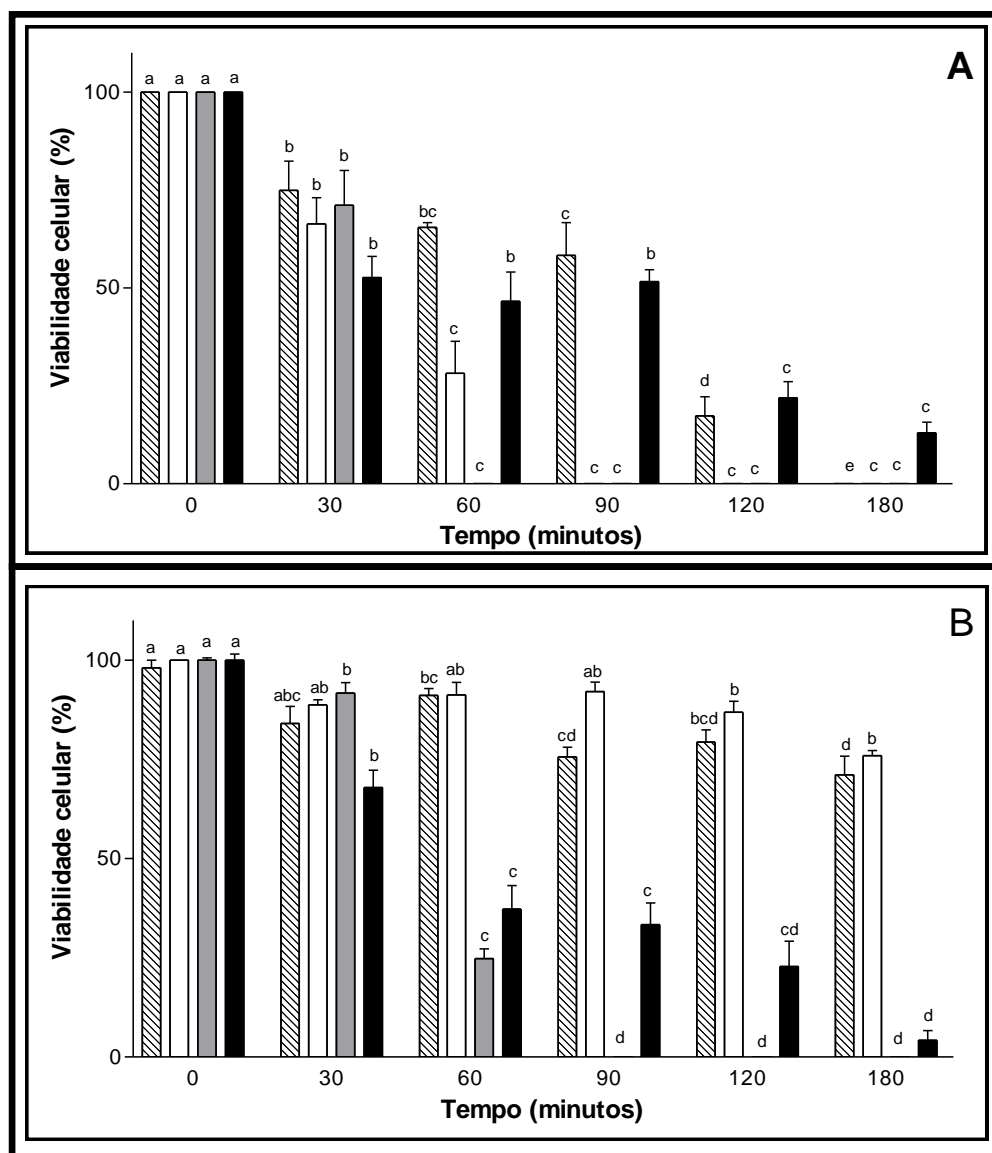 A
a a a a
100
b b b b
bc c c b
c c c b
d c c c
e c c c
50
0
Viabilidade celular (%)
0 30 60 90 120 180
Tempo (minutos)
B
a a a a
100
abc ab b b
bc ab c c
cd ab d c
bcd b d cd
d b d d
50
0
Viabilidade celular (%)
0 30 60 90 120 180
Tempo (minutos)